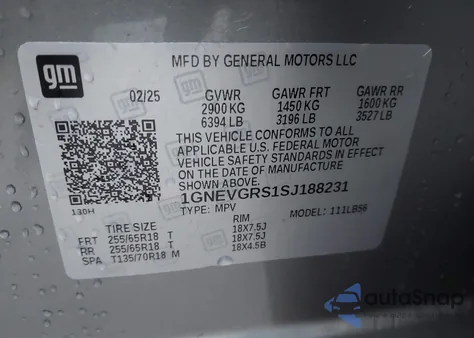 gm
MFD BY GENERAL MOTORS LLC
02/25 GVWR GAWR FRT GAWR RR
2900 KG 1450 KG 1600 KG
6394 LB 3196 LB 3527 LB
THIS VEHICLE CONFORMS TO ALL
APPLICABLE U.S. FEDERAL MOTOR
VEHICLE SAFETY STANDARDS IN EFFECT
ON THE DATE OF MANUFACTURE
1GNEVGRS1SJ188231
130H TYPE: MPV MODEL: 111LB56
TIRE SIZE RIM
FRT 255/65R18 T 18X7.5J
RR 255/65R18 T 18X7.5J
SPA T135/70R18 M 18X4.5B
autoSnap